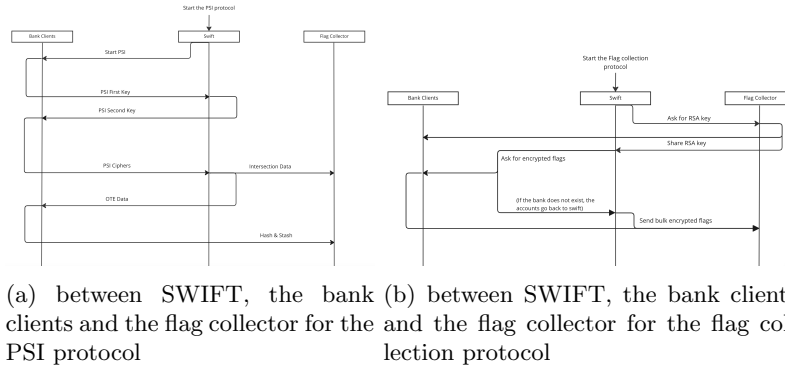 Start the PSI protocol
Bank Clients
Swift
Flag Collector
Start PSI
PSI First Key
PSI Second Key
PSI Ciphers
Intersection Data
OTE Data
Hash & Stash
Start the Flag collection
protocol
Bank Clients
Swift
Flag Collector
Ask for RSA key
Share RSA key
Ask for encrypted flags
(If the bank does not exist, the
accounts go back to swift)
Send bulk encrypted flags
(a) between SWIFT, the bank
clients and the flag collector for the
PSI protocol
(b) between SWIFT, the bank client
and the flag collector for the flag col
lection protocol